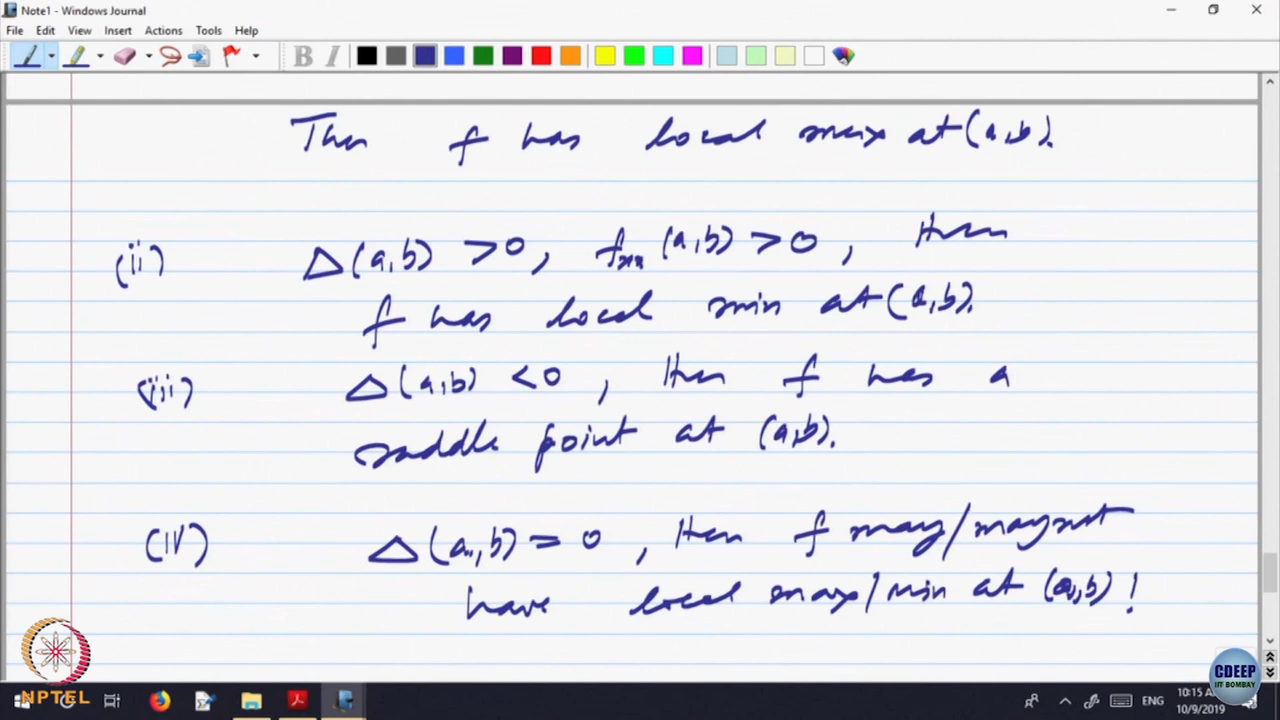 Note1 - Windows Journal
File Edit View Insert Actions Tools Help
B I
Then f has local max at (a,b).
(ii) Δ(a,b) >0, fxx (a,b) >0, then
f has local min at (a,b).
(iii) Δ(a,b) <0, then f has a
saddle point at (a,b).
(IV) Δ(a,b) = 0, then f may/maynot
have local max/min at (a,b)!
NPTEL
CDEEP
IIT BOMBAY
ENG
10:15 A
10/9/2019